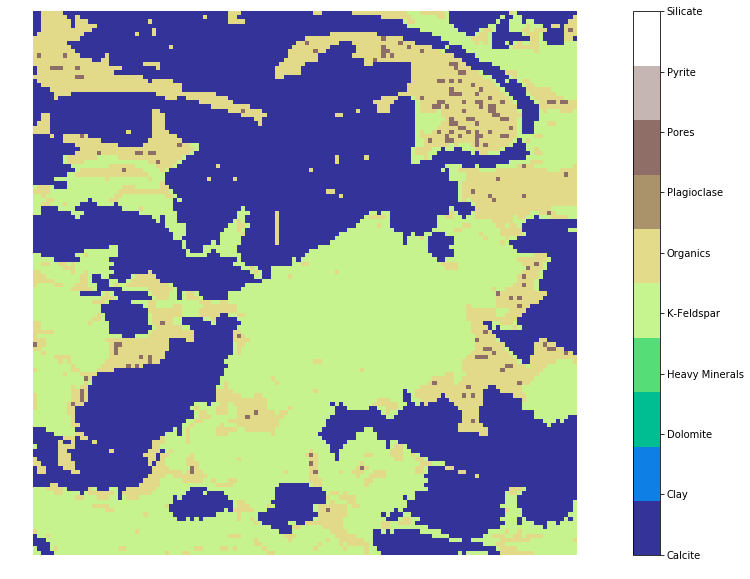 Silicate
Pyrite
Pores
Plagioclase
Organics
K-Feldspar
Heavy Minerals
Dolomite
Clay
Calcite